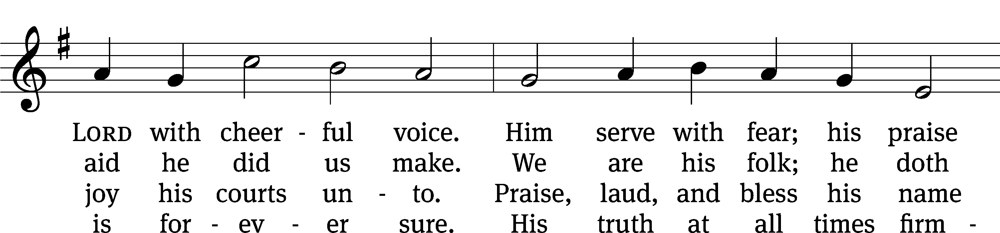 LORD with cheer - ful voice. Him serve with fear; his praise
aid he did us make. We are his folk; he doth
joy his courts un - to. Praise, laud, and bless his name
is for - ev - er sure. His truth at all times firm -